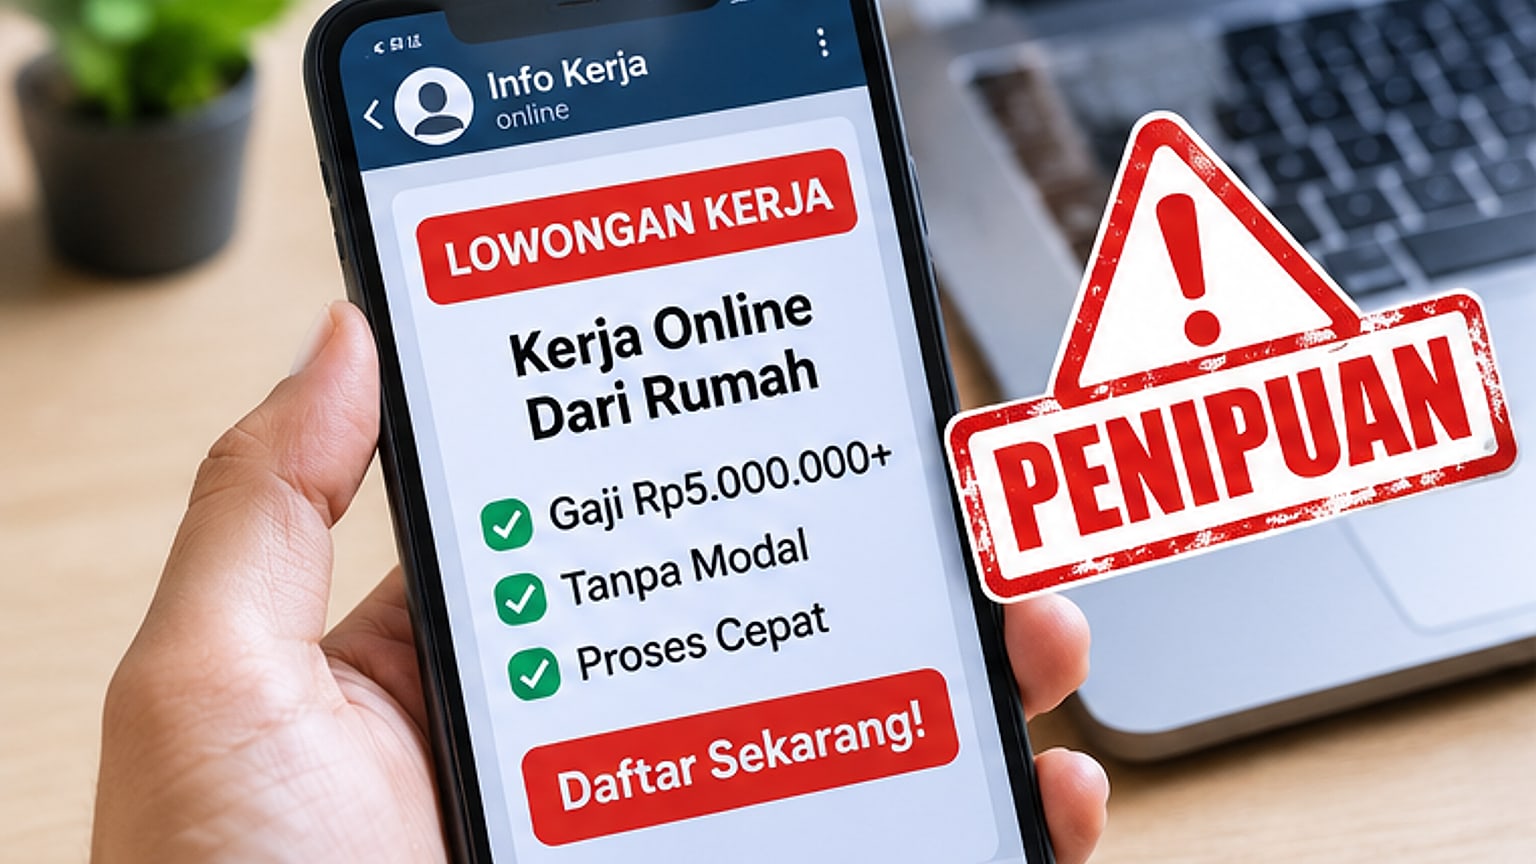 Info Kerja
online
LOWONGAN KERJA
Kerja Online
Dari Rumah
Gaji Rp5.000.000+
Tanpa Modal
Proses Cepat
Daftar Sekarang!
PENIPUAN